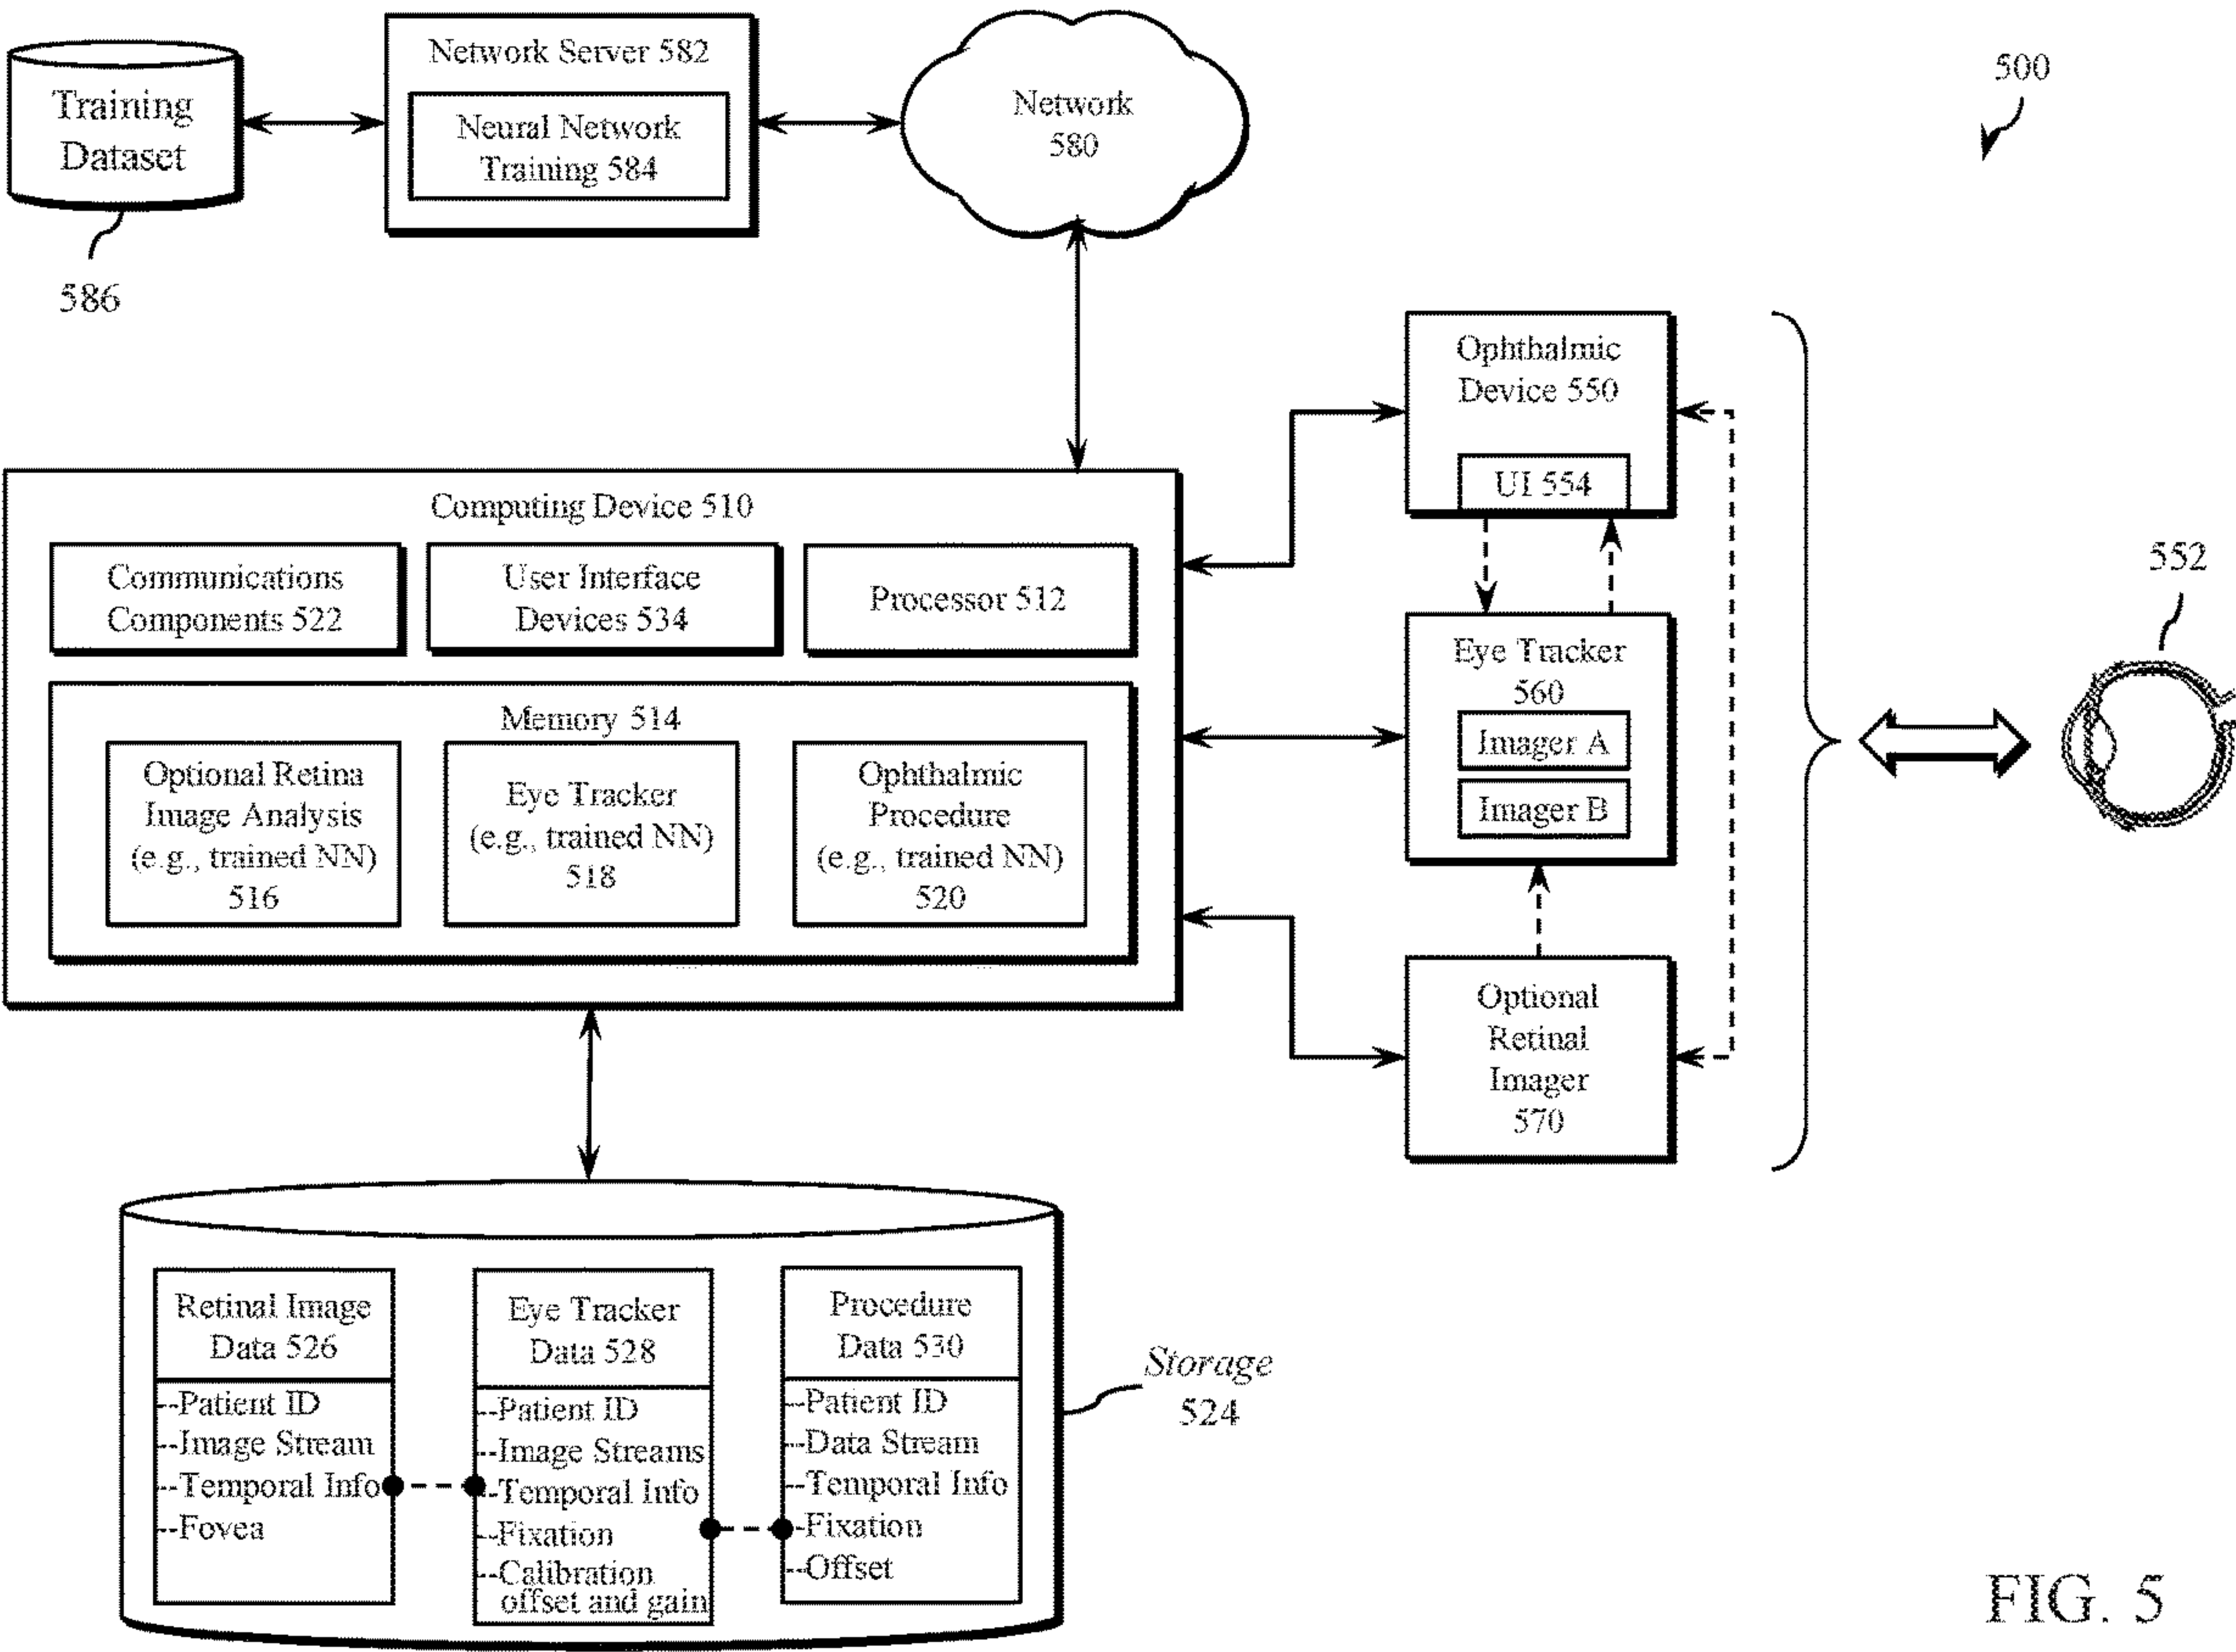 Training
Dataset
586
Network Server 582
Neural Network
Training 584
Network
580
500
Computing Device 510
Communications
Components 522
User Interface
Devices 534
Processor 512
Memory 514
Optional Retina
Image Analysis
(e.g., trained NN)
516
Eye Tracker
(e.g., trained NN)
518
Ophthalmic
Procedure
(e.g., trained NN)
520
Ophthalmic
Device 550
UI 554
Eye Tracker
560
Imager A
Imager B
Optional
Retinal
Imager
570
552
Retinal Image
Data 526
--Patient ID
--Image Stream
--Temporal Info
--Fovea
Eye Tracker
Data 528
--Patient ID
--Image Streams
--Temporal Info
--Fixation
--Calibration
offset and gain
Procedure
Data 530
--Patient ID
--Data Stream
--Temporal Info
--Fixation
--Offset
Storage
524
FIG. 5